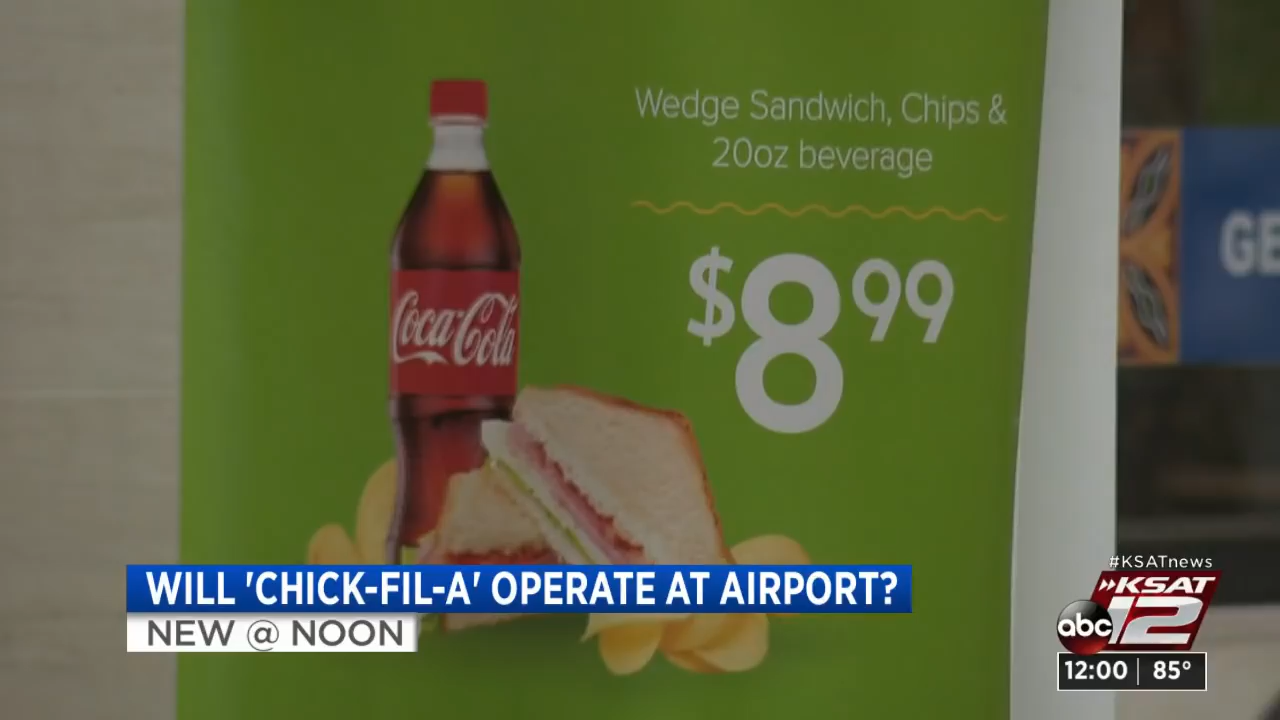 Wedge Sandwich, Chips &
20oz beverage
$8.99
Coca-Cola
GE
WILL 'CHICK-FIL-A' OPERATE AT AIRPORT?
NEW @ NOON
#KSATnews
KSAT
abc 12
12:00 85°